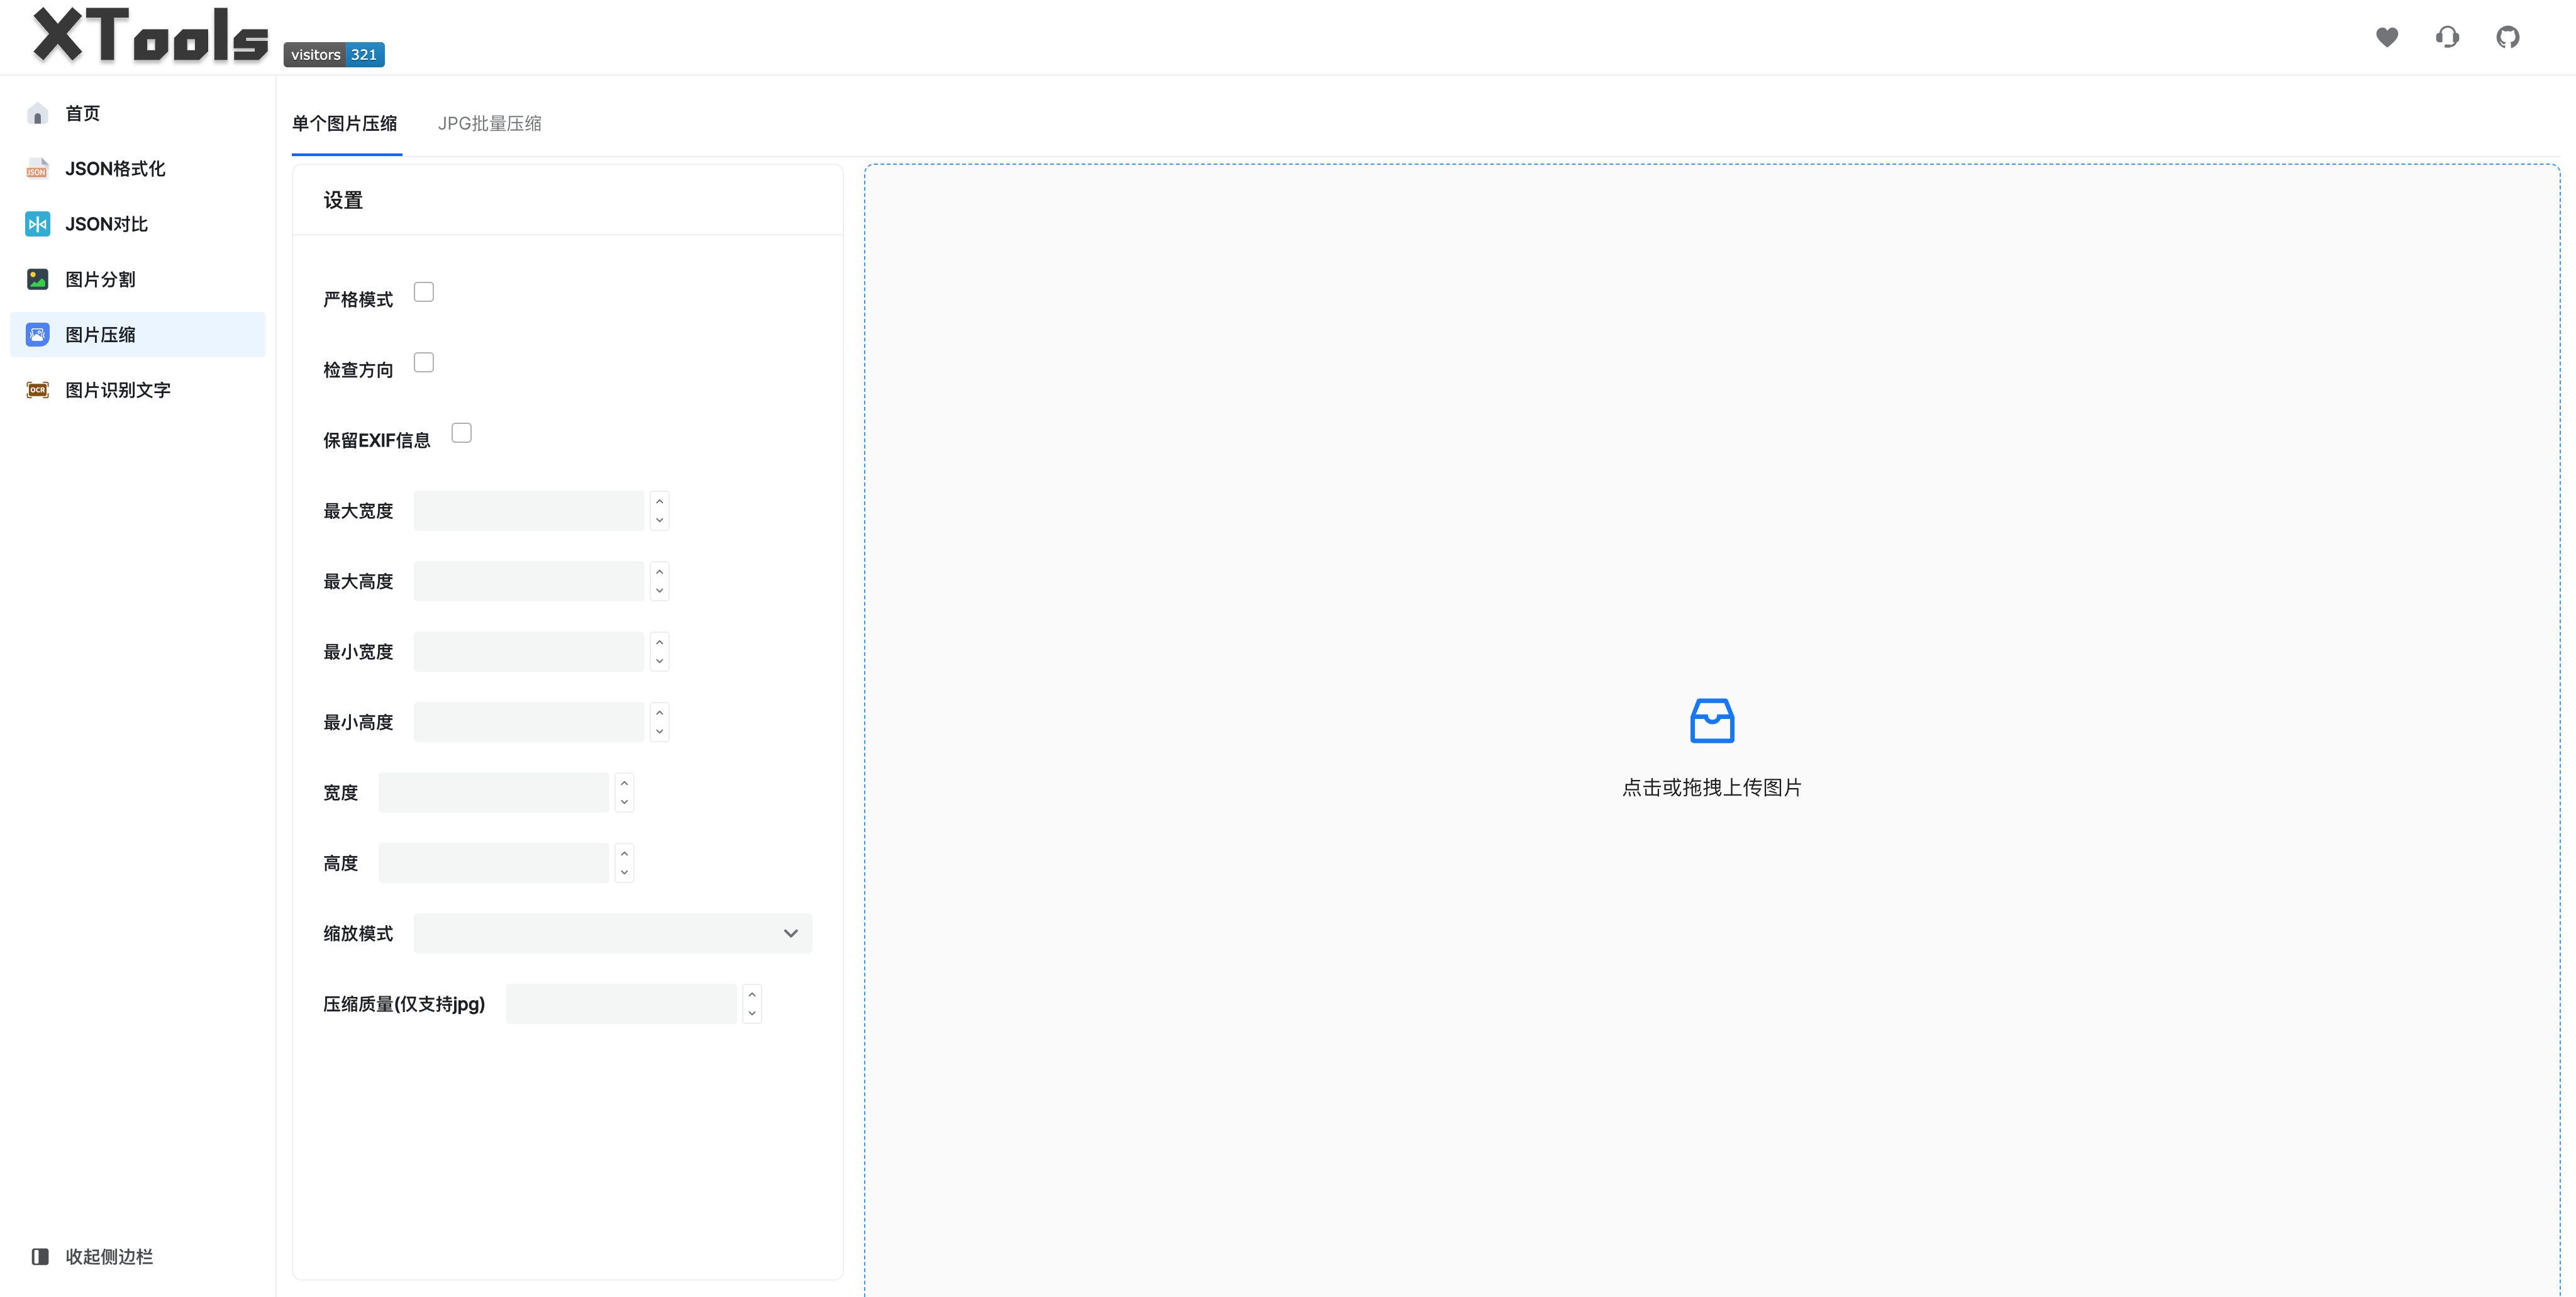 XTools
visitors 321
首页
JSON格式化
JSON对比
图片分割
图片压缩
图片识别文字
收起侧边栏
单个图片压缩 JPG批量压缩
设置
严格模式
检查方向
保留EXIF信息
最大宽度
最大高度
最小宽度
最小高度
宽度
高度
缩放模式
压缩质量(仅支持jpg)
点击或拖拽上传图片
JSON
OCR